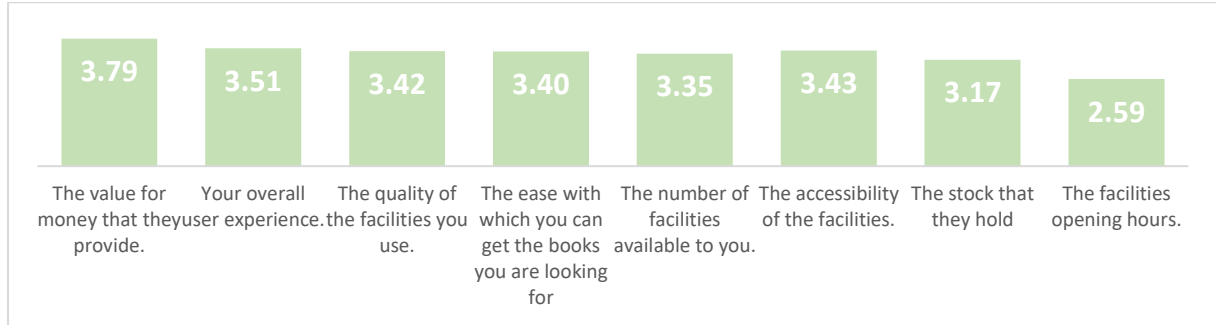 3.79
3.51
3.42
3.40
3.35
3.43
3.17
2.59
The value for
money that they
provide.
Your overall
user experience.
The quality of
the facilities you
use.
The ease with
which you can
get the books
you are looking
for
The number of
facilities
available to you.
The accessibility
of the facilities.
The stock that
they hold
The facilities
opening hours.